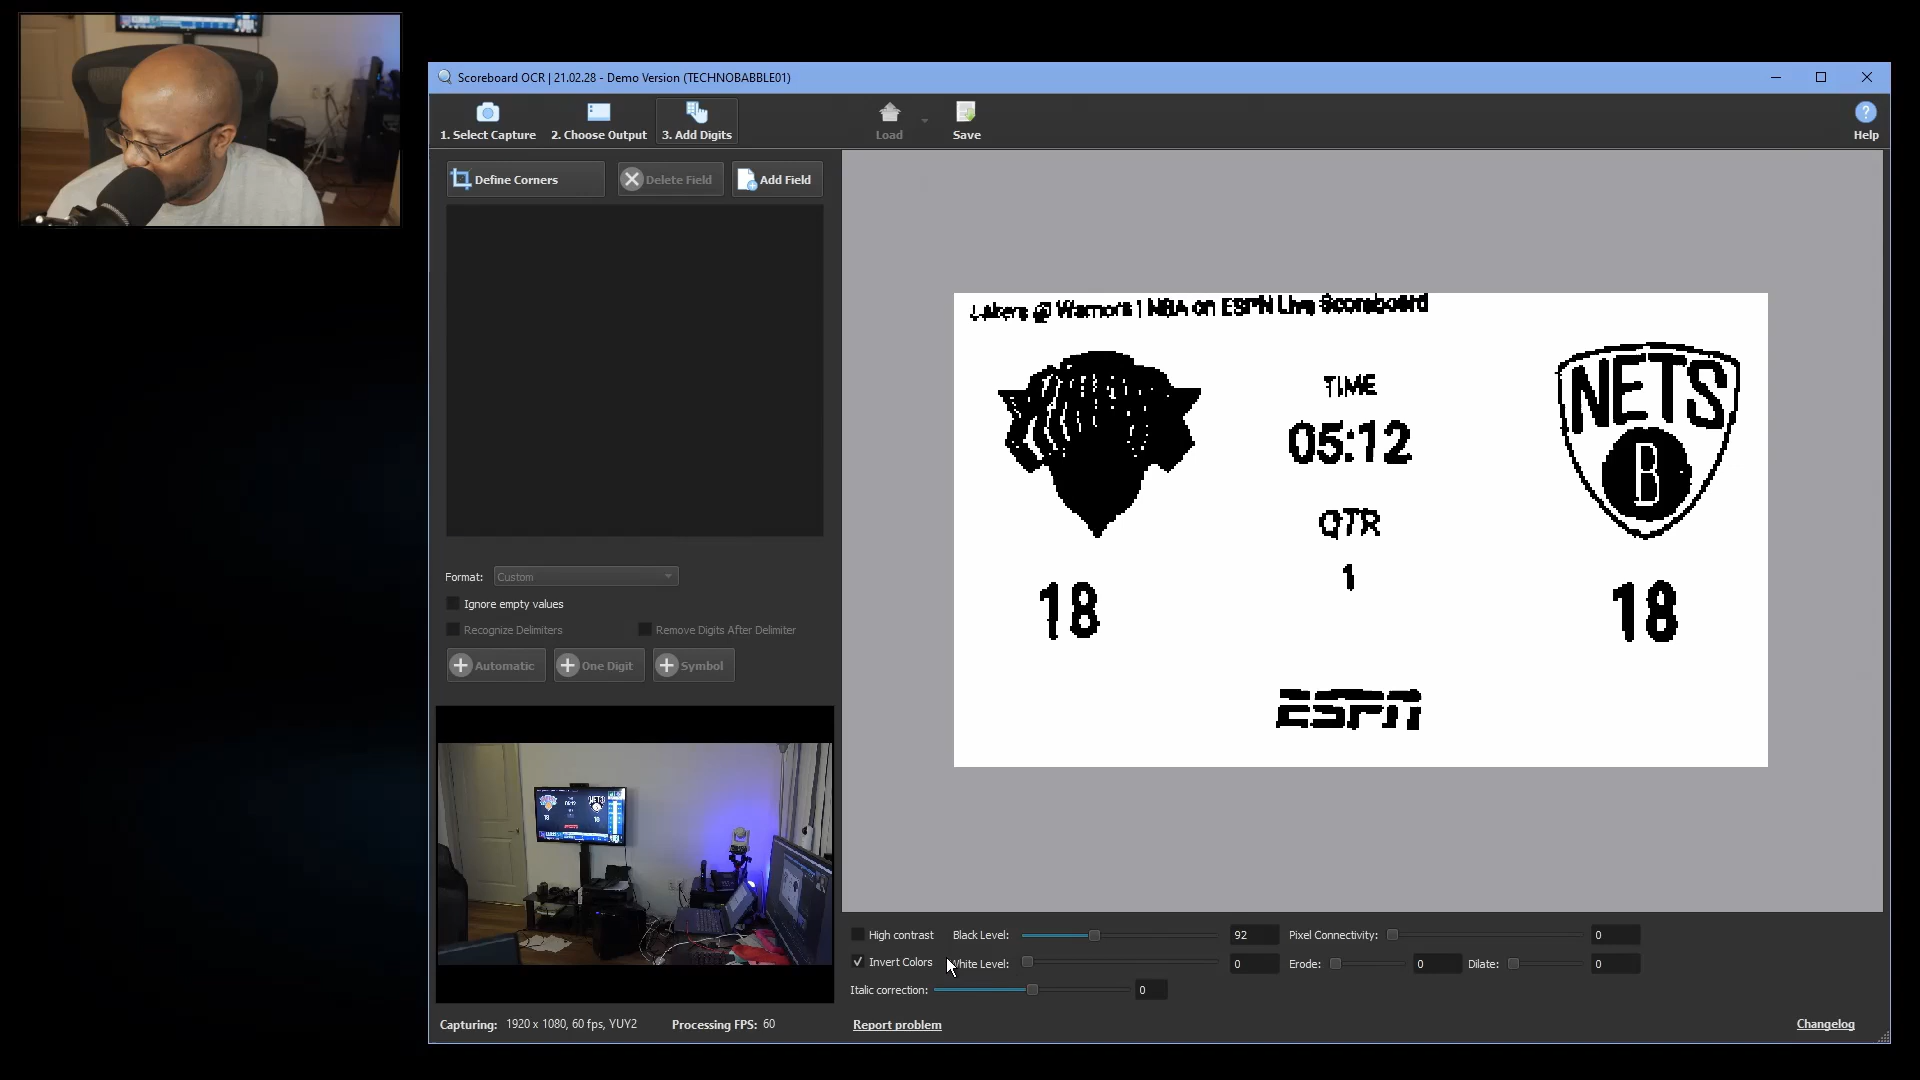 Scoreboard OCR | 21.02.28 - Demo Version (TECHNOBABBLE01)
1. Select Capture
2. Choose Output
3. Add Digits
Load
Save
Help
Define Corners
Delete Field
Add Field
Lakers @ Warriors | NBA on ESPN Live Scoreboard
NETS
B
TIME
05:12
QTR
1
18
18
ESPN
Format:
Custom
Ignore empty values
Recognize Delimiters
Remove Digits After Delimiter
Automatic
One Digit
Symbol
High contrast
Black Level:
92
Pixel Connectivity:
0
Invert Colors
White Level:
0
Erode:
0
Dilate:
0
Italic correction:
0
Capturing:
1920 x 1080, 60 fps, YUY2
Processing FPS:
60
Report problem
Changelog